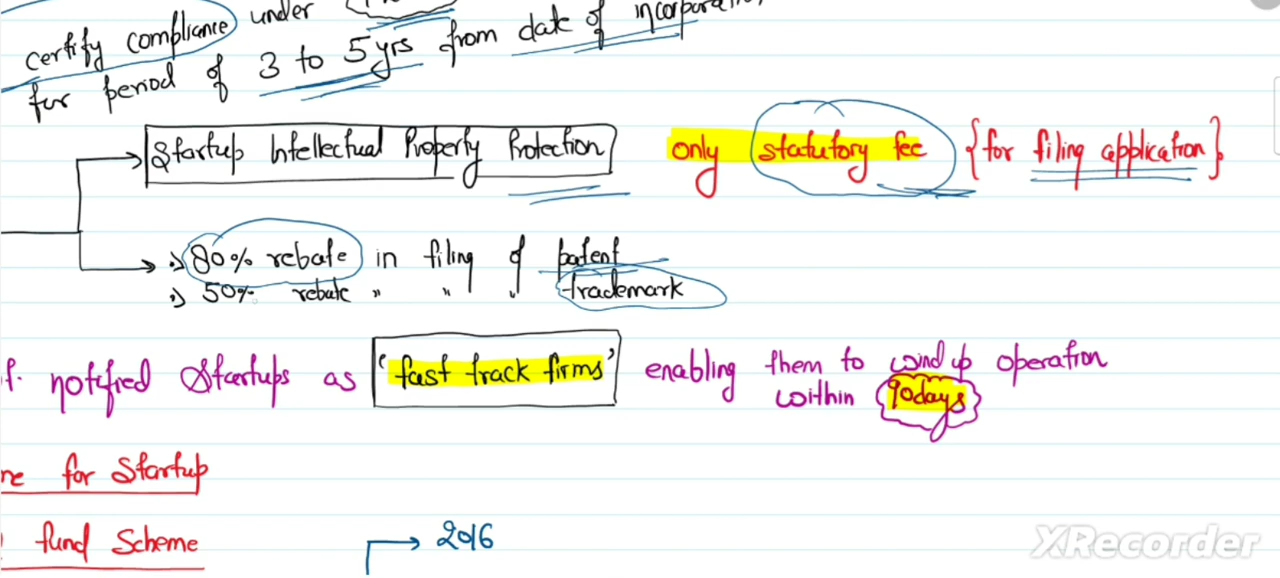 certify compliance under
for period of 3 to 5 yrs from date of incorporation
Startup Intellectual Property Protection only statutory fee {for filing application}.
·) 80% rebate in filing of patent
·) 50% rebate " " " trademark
notified Startups as 'fast track firms' enabling them to wind up operation
within 90days
for Startup
fund Scheme
2016
XRecorder